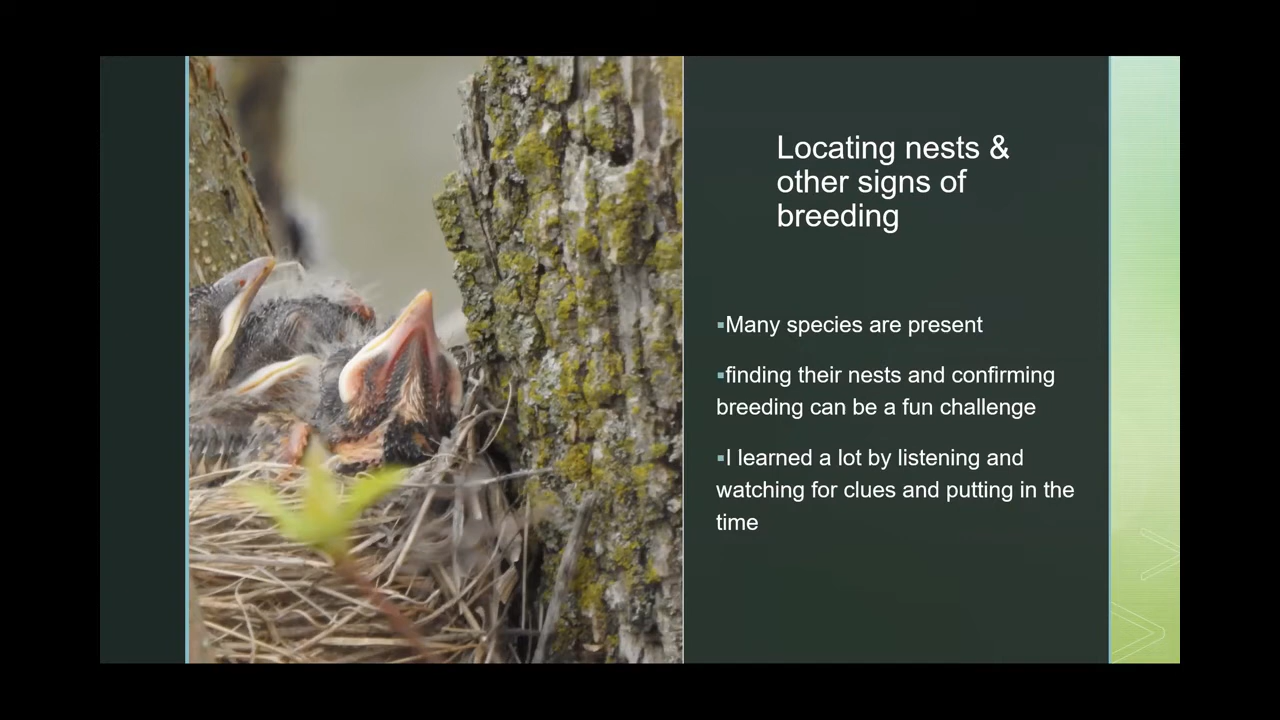 Locating nests &
other signs of
breeding
▪Many species are present
▪finding their nests and confirming
breeding can be a fun challenge
▪I learned a lot by listening and
watching for clues and putting in the
time